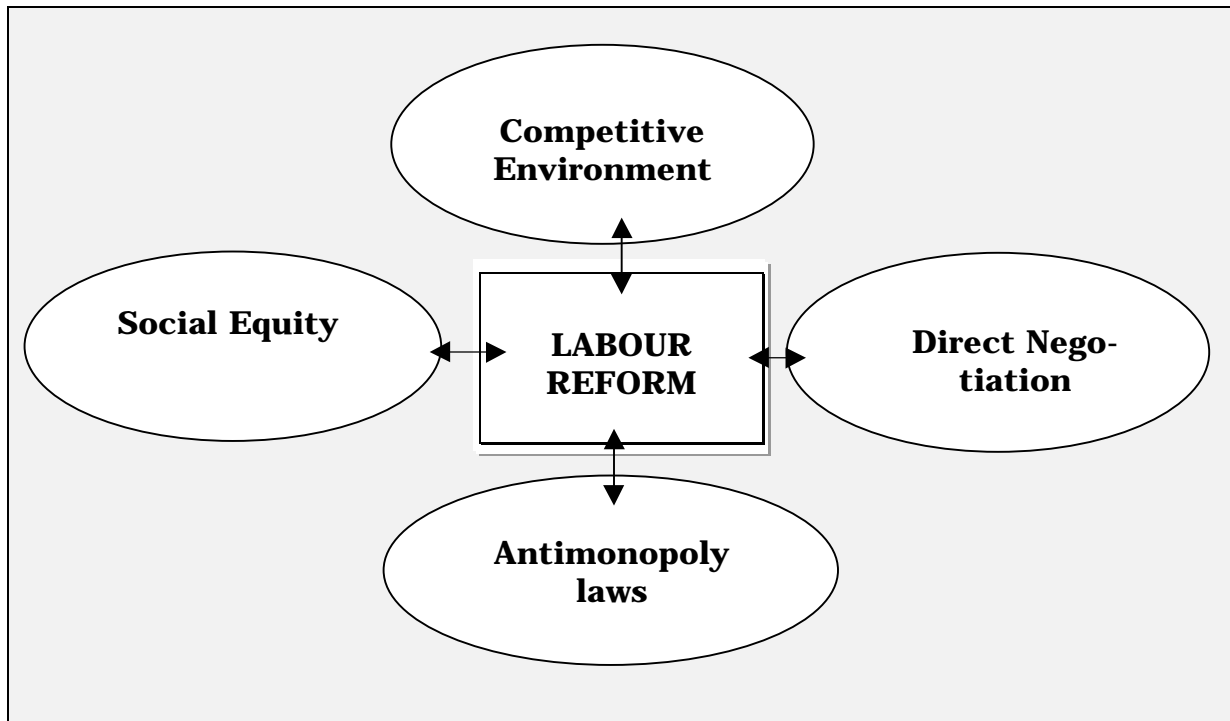 Competitive
Environment
Social Equity
LABOUR
REFORM
Direct Nego-
tiation
Antimonopoly
laws